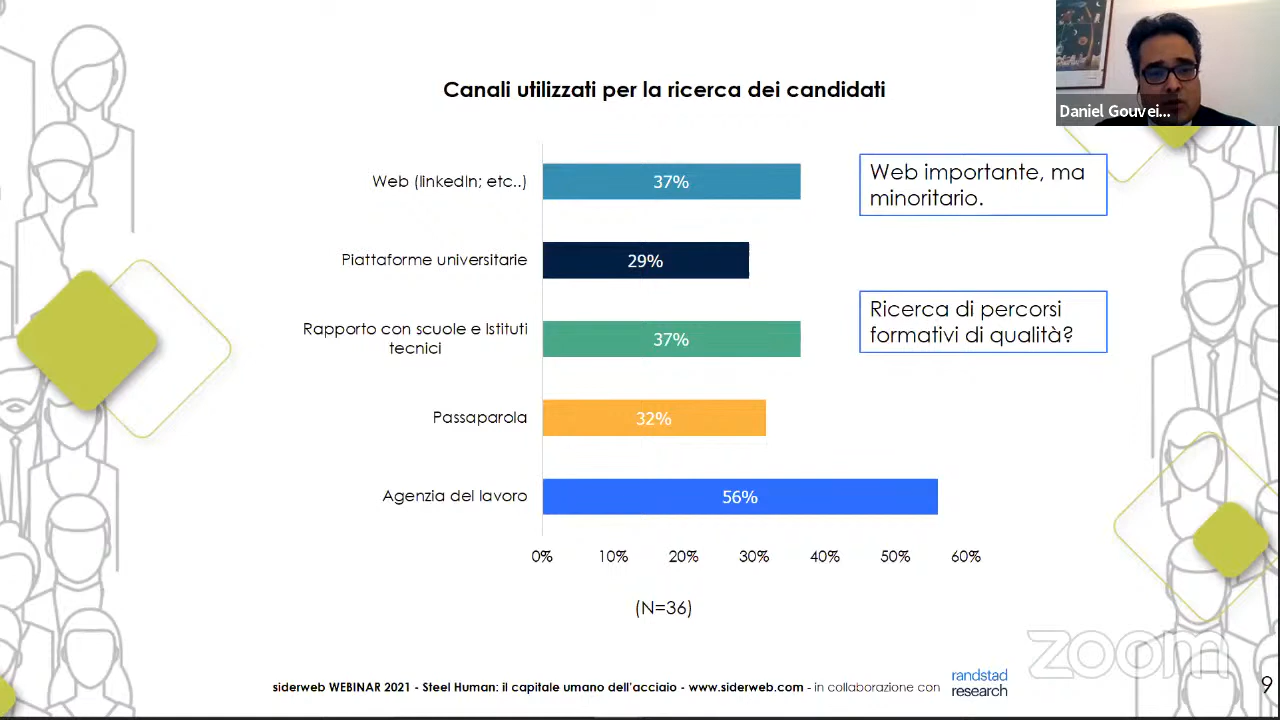 Canali utilizzati per la ricerca dei candidati
Daniel Gouvei...
Web (linkedIn; etc..)
37%
Web importante, ma
minoritario.
Piattaforme universitarie
29%
Rapporto con scuole e Istituti
tecnici
37%
Ricerca di percorsi
formativi di qualità?
Passaparola
32%
Agenzia del lavoro
56%
0% 10% 20% 30% 40% 50% 60%
(N=36)
zoom
siderweb WEBINAR 2021 - Steel Human: il capitale umano dell'acciaio - www.siderweb.com - in collaborazione con
randstad
research
9